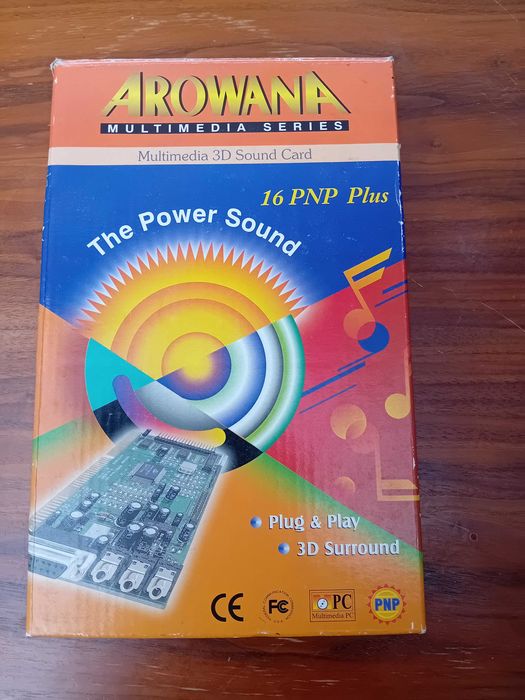 AROWANA
MULTIMEDIA SERIES
Multimedia 3D Sound Card
16 PNP Plus
The Power Sound
Plug & Play
3D Surround
CE
FC
PC
Multimedia PC
PNP